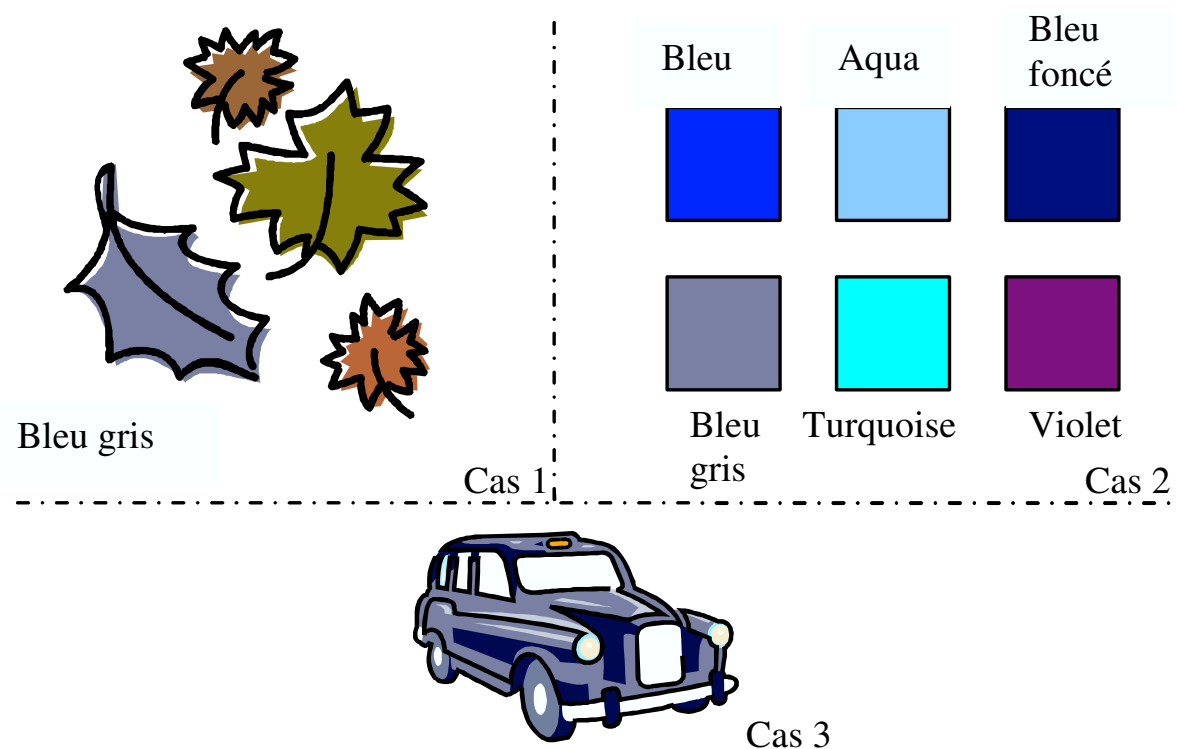 Bleu gris
Cas 1
Bleu
Aqua
Bleu
foncé
Bleu
gris
Turquoise
Violet
Cas 2
Cas 3